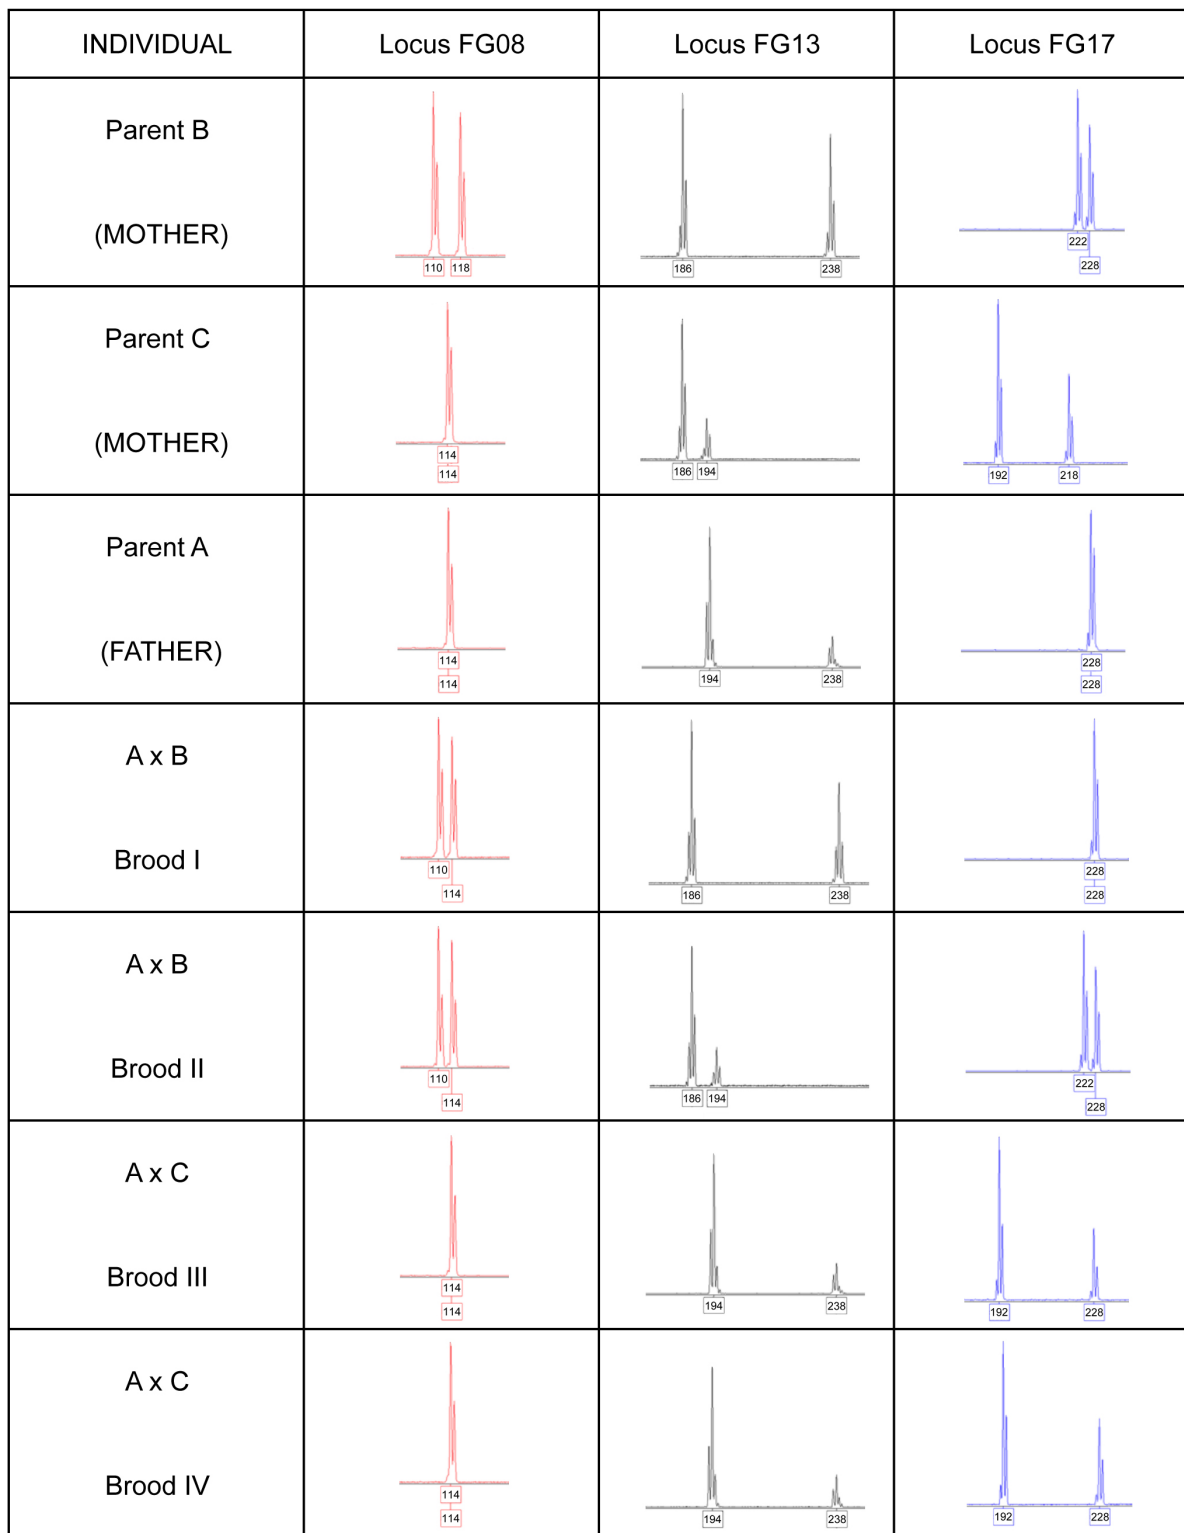 INDIVIDUAL Locus FG08 Locus FG13 Locus FG17
Parent B
(MOTHER)
110 118
186 238
222
228
Parent C
(MOTHER)
114
114
186 194
192 218
Parent A
(FATHER)
114
114
194 238
228
228
A x B
Brood I
110
114
186 238
228
228
A x B
Brood II
110
114
186 194
222
228
A x C
Brood III
114
114
194 238
192 228
A x C
Brood IV
114
114
194 238
192 228